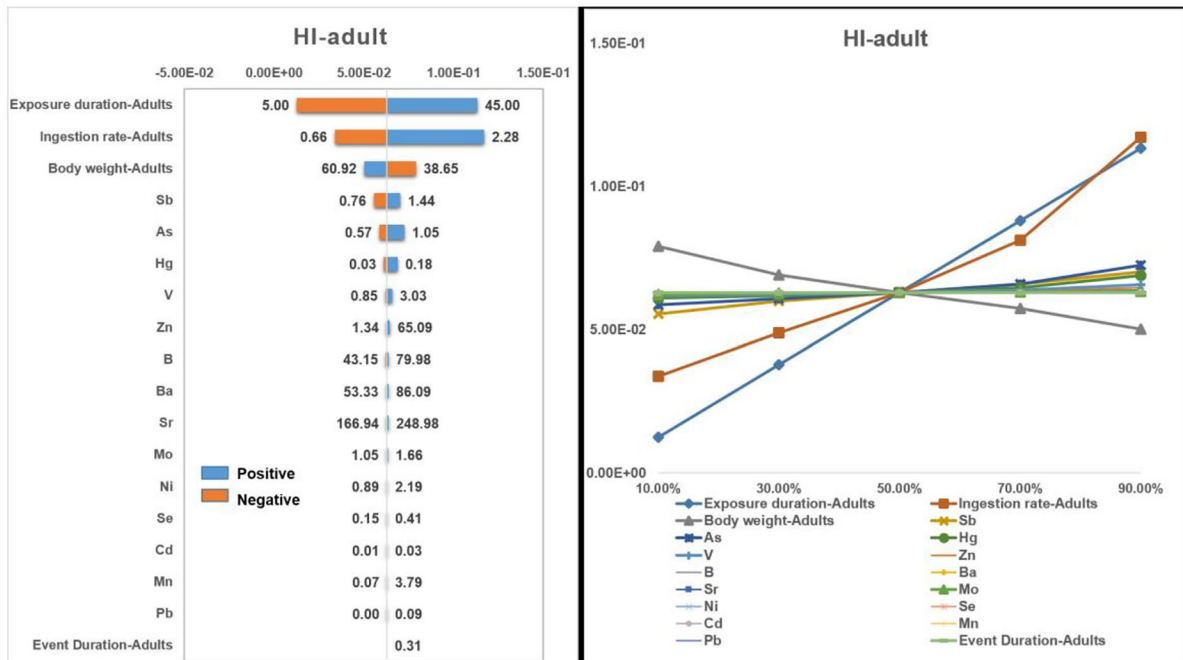 HI-adult
-5.00E-02 0.00E+00 5.00E-02 1.00E-01 1.50E-01
Exposure duration-Adults 5.00 45.00
Ingestion rate-Adults 0.66 2.28
Body weight-Adults 60.92 38.65
Sb 0.76 1.44
As 0.57 1.05
Hg 0.03 0.18
V 0.85 3.03
Zn 1.34 65.09
B 43.15 79.98
Ba 53.33 86.09
Sr 166.94 248.98
Mo 1.05 1.66
Ni 0.89 2.19
Se 0.15 0.41
Cd 0.01 0.03
Mn 0.07 3.79
Pb 0.00 0.09
Event Duration-Adults 0.31
Positive
Negative
HI-adult
1.50E-01
1.00E-01
5.00E-02
0.00E+00
10.00% 30.00% 50.00% 70.00% 90.00%
Exposure duration-Adults Ingestion rate-Adults
Body weight-Adults Sb
As Hg
V Zn
B Ba
Sr Mo
Ni Se
Cd Mn
Pb Event Duration-Adults